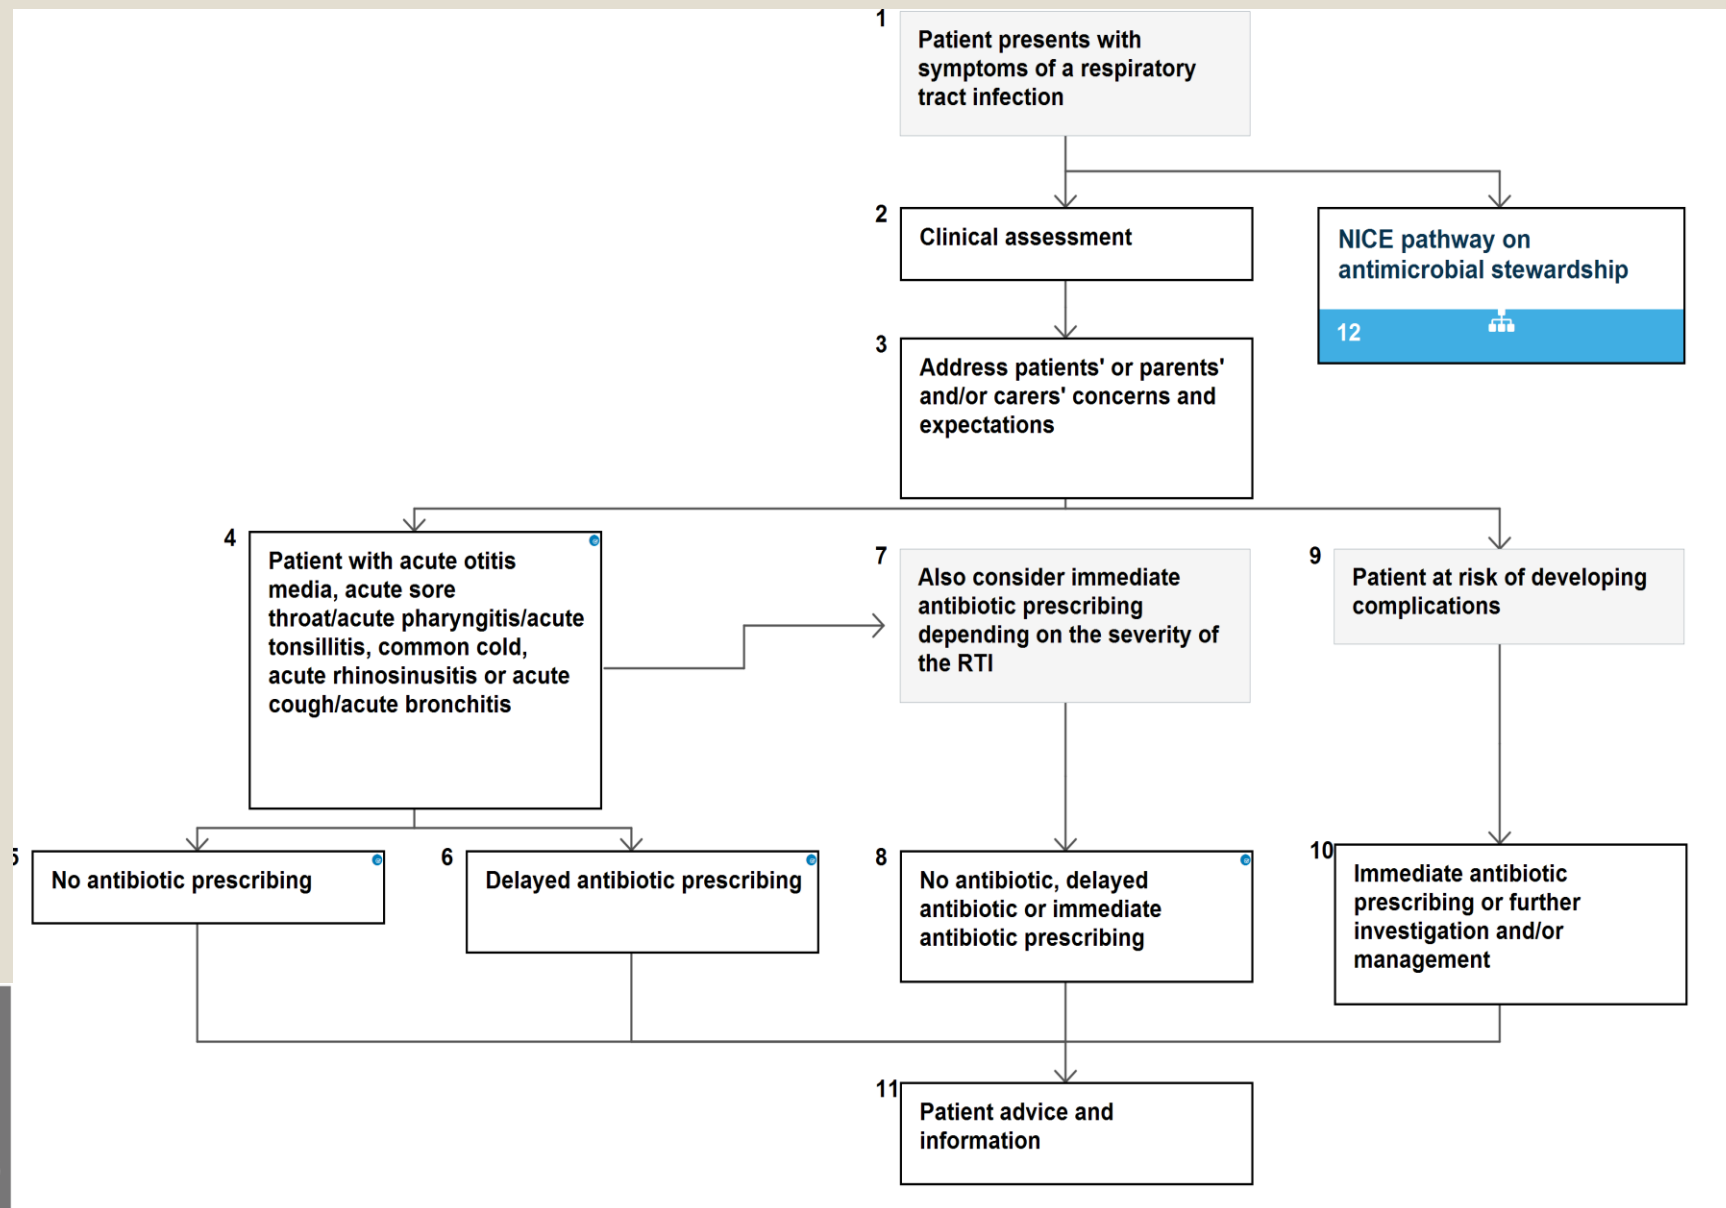 1
Patient presents with
symptoms of a respiratory
tract infection
2
Clinical assessment
NICE pathway on
antimicrobial stewardship
12
3
Address patients' or parents'
and/or carers' concerns and
expectations
4
Patient with acute otitis
media, acute sore
throat/acute pharyngitis/acute
tonsillitis, common cold,
acute rhinosinusitis or acute
cough/acute bronchitis
7
Also consider immediate
antibiotic prescribing
depending on the severity of
the RTI
9
Patient at risk of developing
complications
5
No antibiotic prescribing
6
Delayed antibiotic prescribing
8
No antibiotic, delayed
antibiotic or immediate
antibiotic prescribing
10
Immediate antibiotic
prescribing or further
investigation and/or
management
11
Patient advice and
information